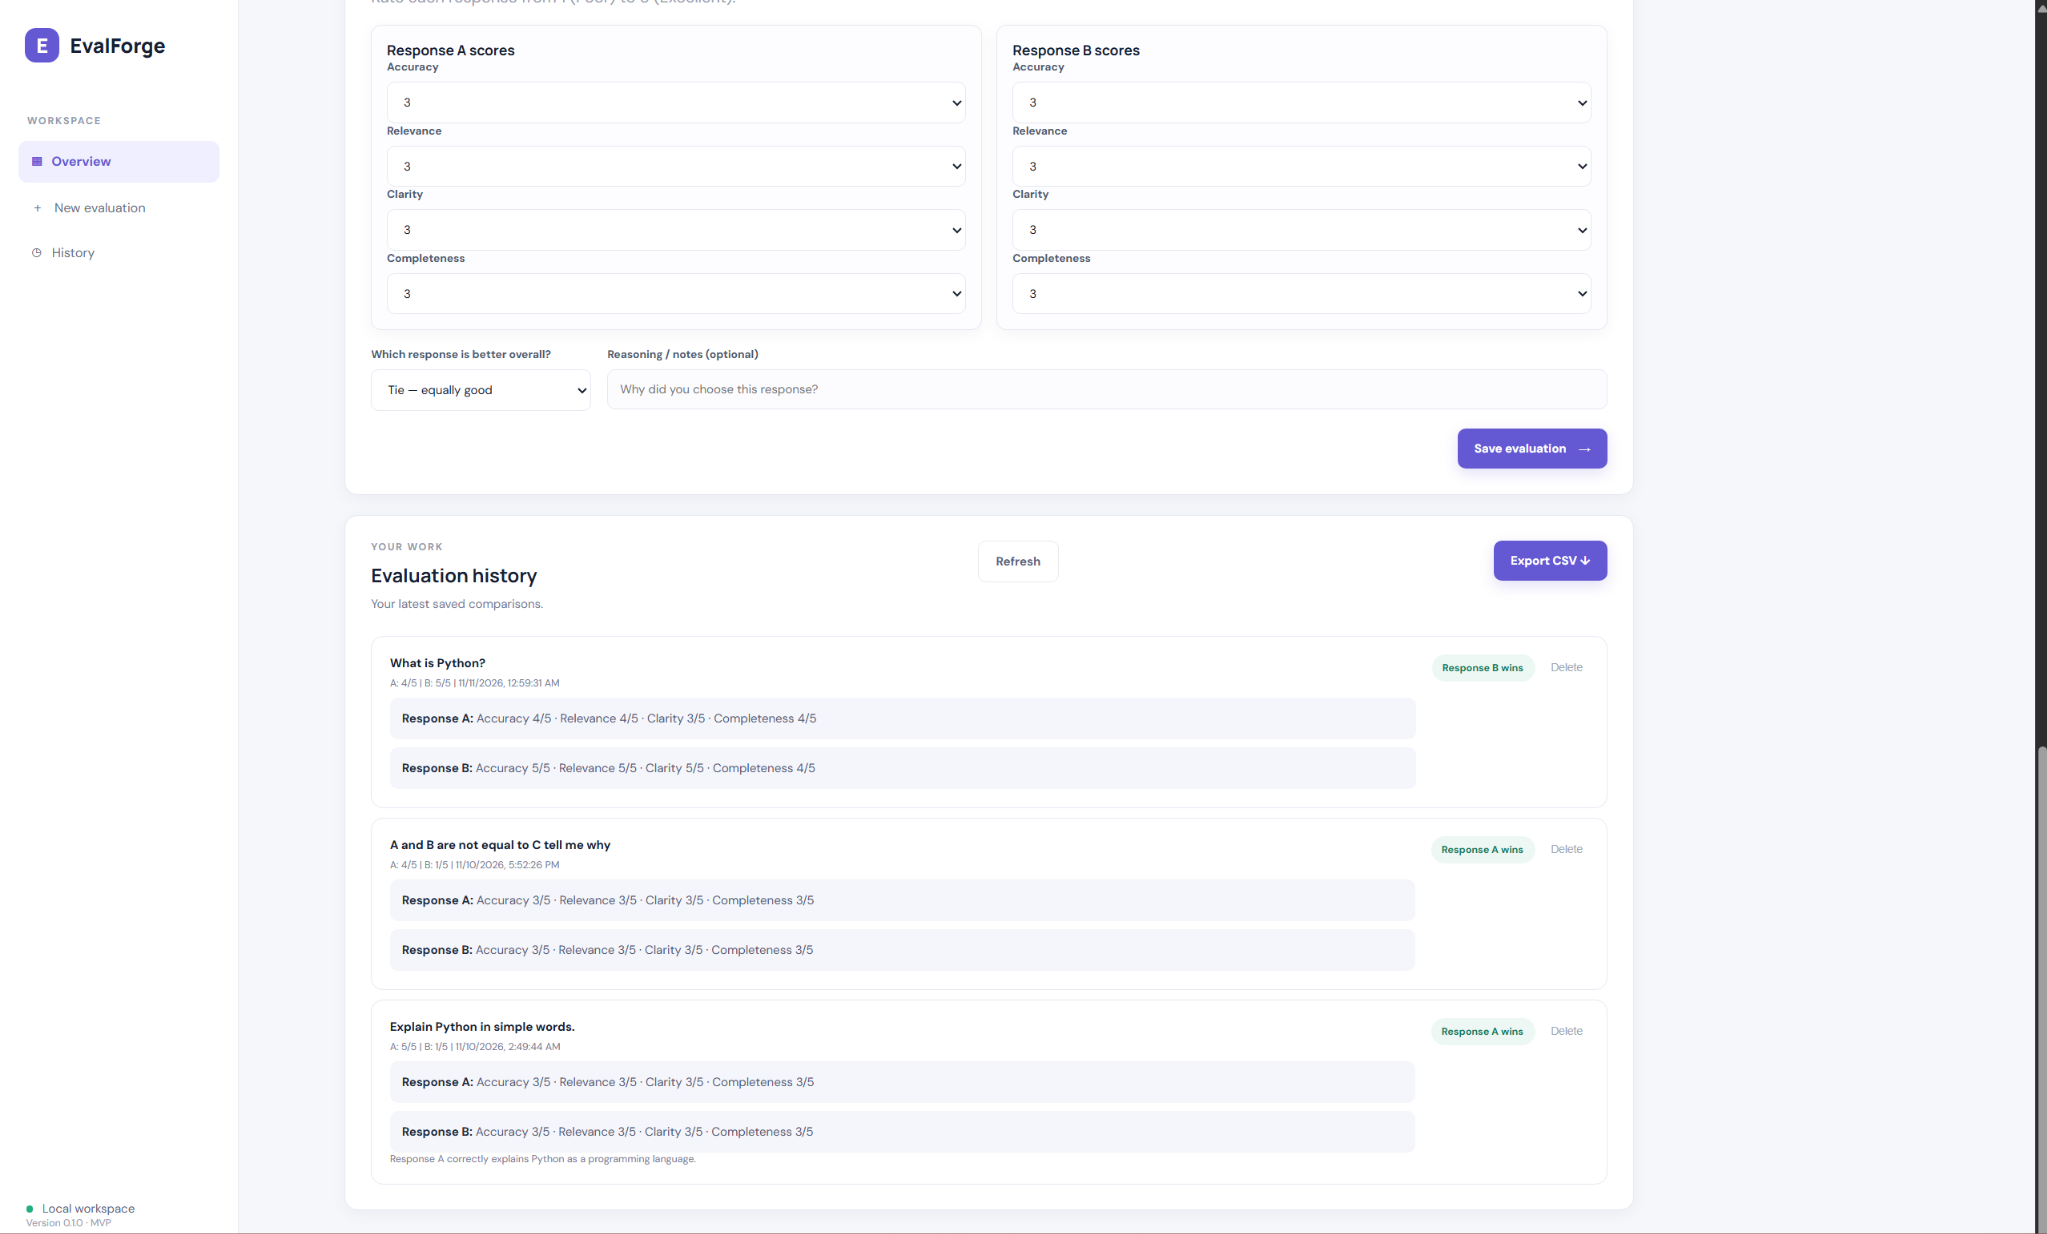 E EvalForge
WORKSPACE
Overview
+ New evaluation
History
Local workspace
Version 0.1.0 · MVP
Rate each response from 1 (Poor) to 5 (Excellent).
Response A scores
Accuracy
3
Relevance
3
Clarity
3
Completeness
3
Response B scores
Accuracy
3
Relevance
3
Clarity
3
Completeness
3
Which response is better overall?
Tie — equally good
Reasoning / notes (optional)
Why did you choose this response?
Save evaluation →
YOUR WORK
Evaluation history
Your latest saved comparisons.
Refresh
Export CSV ↓
What is Python?
A: 4/5 | B: 5/5 | 11/11/2026, 12:59:31 AM
Response B wins
Delete
Response A: Accuracy 4/5 · Relevance 4/5 · Clarity 3/5 · Completeness 4/5
Response B: Accuracy 5/5 · Relevance 5/5 · Clarity 5/5 · Completeness 4/5
A and B are not equal to C tell me why
A: 4/5 | B: 1/5 | 11/10/2026, 5:52:26 PM
Response A wins
Delete
Response A: Accuracy 3/5 · Relevance 3/5 · Clarity 3/5 · Completeness 3/5
Response B: Accuracy 3/5 · Relevance 3/5 · Clarity 3/5 · Completeness 3/5
Explain Python in simple words.
A: 5/5 | B: 1/5 | 11/10/2026, 2:49:44 AM
Response A wins
Delete
Response A: Accuracy 3/5 · Relevance 3/5 · Clarity 3/5 · Completeness 3/5
Response B: Accuracy 3/5 · Relevance 3/5 · Clarity 3/5 · Completeness 3/5
Response A correctly explains Python as a programming language.